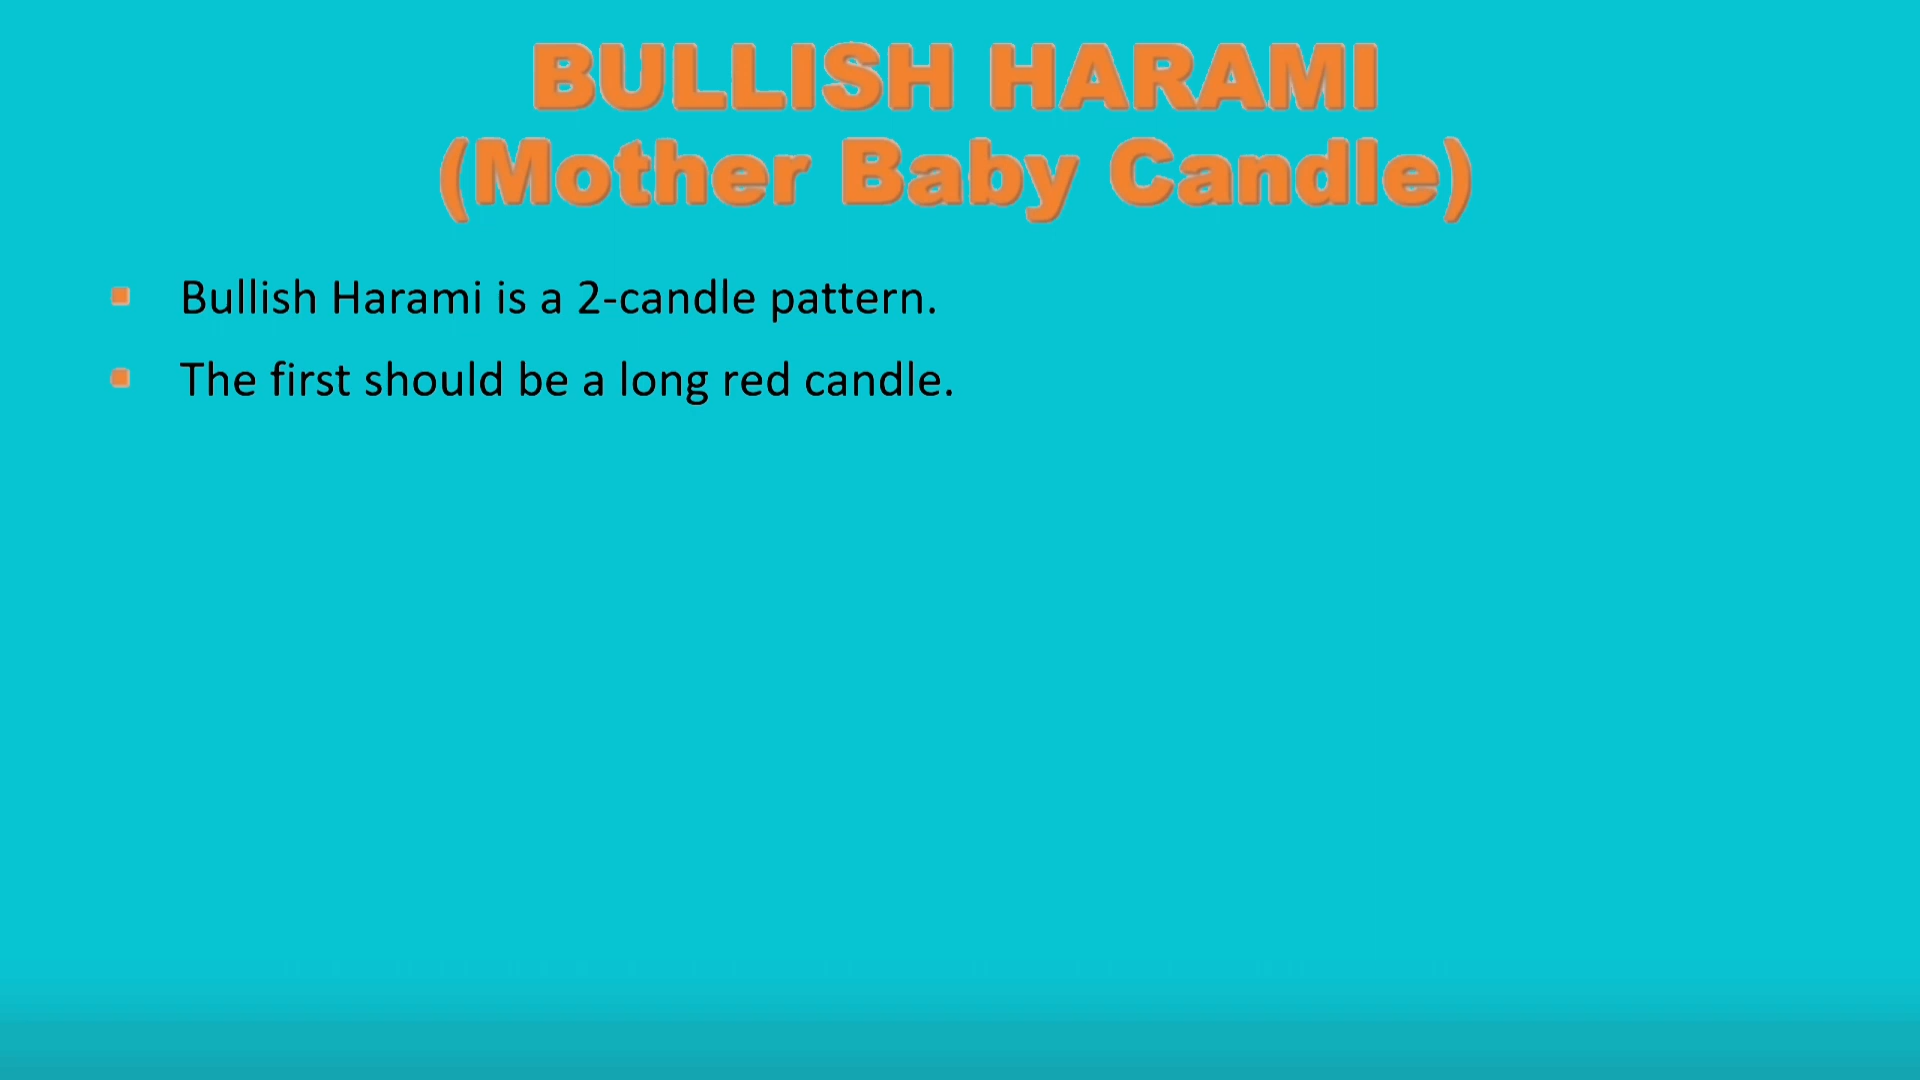 BULLISH HARAMI
(Mother Baby Candle)
Bullish Harami is a 2-candle pattern.
The first should be a long red candle.